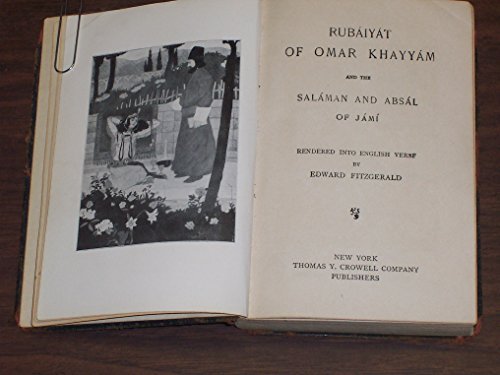 RUBÁIYÁT
OF OMAR KHAYYÁM
AND THE
SALÁMAN AND ABSÁL
OF JÁMÍ
RENDERED INTO ENGLISH VERSE
BY
EDWARD FITZGERALD
NEW YORK
THOMAS Y. CROWELL COMPANY
PUBLISHERS